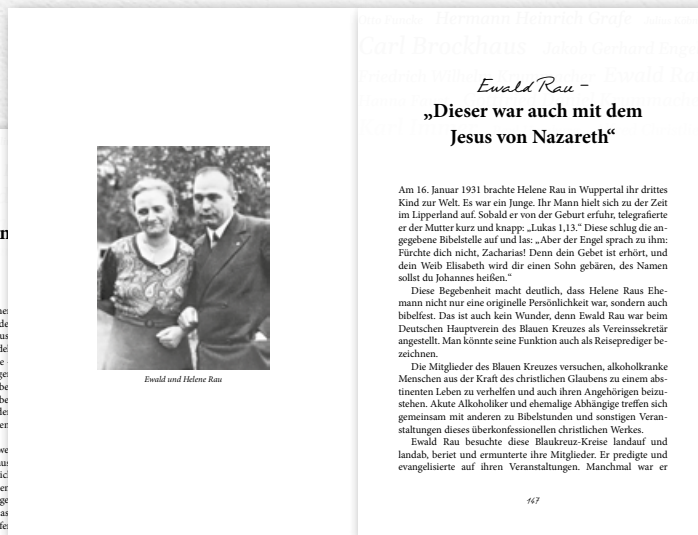 Ewald und Helene Rau
Hermann Heinrich Grafe
Carl Brockhaus Jakob Gerhard Enge
Ewald Rau –
„Dieser war auch mit dem
Jesus von Nazareth“
Am 16. Januar 1931 brachte Helene Rau in Wuppertal ihr drittes
Kind zur Welt. Es war ein Junge. Ihr Mann hielt sich zu der Zeit
im Lipperland auf. Sobald er von der Geburt erfuhr, telegrafierte
er der Mutter kurz und knapp: „Lukas 1,13.“ Diese schlug die an-
gegebene Bibelstelle auf und las: „Aber der Engel sprach zu ihm:
Fürchte dich nicht, Zacharias! Denn dein Gebet ist erhört, und
dein Weib Elisabeth wird dir einen Sohn gebären, des Namen
sollst du Johannes heißen.“
Diese Begebenheit macht deutlich, dass Helene Raus Ehe-
mann nicht nur eine originelle Persönlichkeit war, sondern auch
bibelfest. Das ist auch kein Wunder, denn Ewald Rau war beim
Deutschen Hauptverein des Blauen Kreuzes als Vereinssekretär
angestellt. Man könnte seine Funktion auch als Reiseprediger be-
zeichnen.
Die Mitglieder des Blauen Kreuzes versuchen, alkoholkranke
Menschen aus der Kraft des christlichen Glaubens zu einem abs-
tinenten Leben zu verhelfen und auch ihren Angehörigen beizu-
stehen. Akute Alkoholiker und ehemalige Abhängige treffen sich
gemeinsam mit anderen zu Bibelstunden und sonstigen Veran-
staltungen dieses überkonfessionellen christlichen Werkes.
Ewald Rau besuchte diese Blaukreuz-Kreise landauf und
landab, beriet und ermunterte ihre Mitglieder. Er predigte und
evangelisierte auf ihren Veranstaltungen. Manchmal war er
147